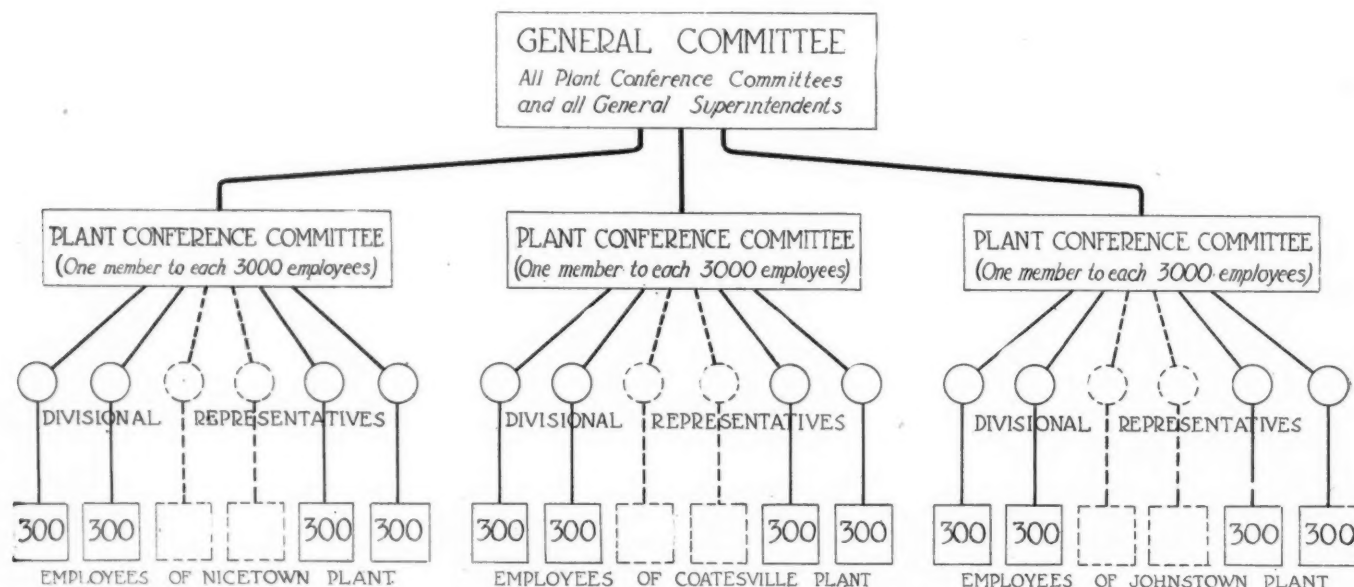 GENERAL COMMITTEE
All Plant Conference Committees
and all General Superintendents
PLANT CONFERENCE COMMITTEE
(One member to each 3000 employees)
PLANT CONFERENCE COMMITTEE
(One member to each 3000 employees)
PLANT CONFERENCE COMMITTEE
(One member to each 3000 employees)
DIVISIONAL REPRESENTATIVES
DIVISIONAL REPRESENTATIVES
DIVISIONAL REPRESENTATIVES
300 300 300 300
300 300 300 300
300 300 300 300
EMPLOYEES OF NICETOWN PLANT
EMPLOYEES OF COATESVILLE PLANT
EMPLOYEES OF JOHNSTOWN PLANT